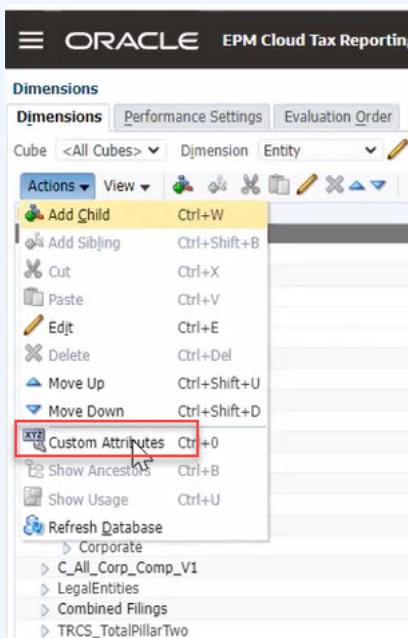 ORACLE EPM Cloud Tax Reporting
Dimensions
Dimensions Performance Settings Evaluation Order
Cube <All Cubes> Dimension Entity
Actions View
Add Child Ctrl+W
Add Sibling Ctrl+Shift+B
Cut Ctrl+X
Paste Ctrl+V
Edit Ctrl+E
Delete Ctrl+Del
Move Up Ctrl+Shift+U
Move Down Ctrl+Shift+D
XYZ Custom Attributes Ctrl+0
Show Ancestors Ctrl+B
Show Usage Ctrl+U
Refresh Database
Corporate
C_All_Corp_Comp_V1
LegalEntities
Combined Filings
TRCS_TotalPillarTwo